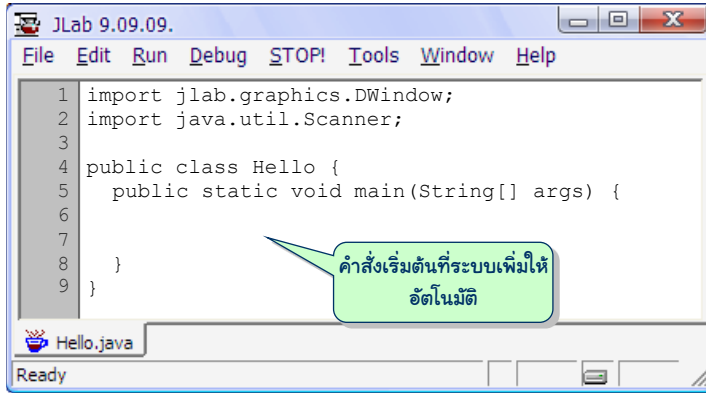 JLab 9.09.09.
File Edit Run Debug STOP! Tools Window Help
1 import jlab.graphics.DWindow;
2 import java.util.Scanner;
3
4 public class Hello {
5 public static void main(String[] args) {
6
7
8 }
9 }
คำสั่งเริ่มต้นที่ระบบเพิ่มให้
อัตโนมัติ
Hello.java
Ready